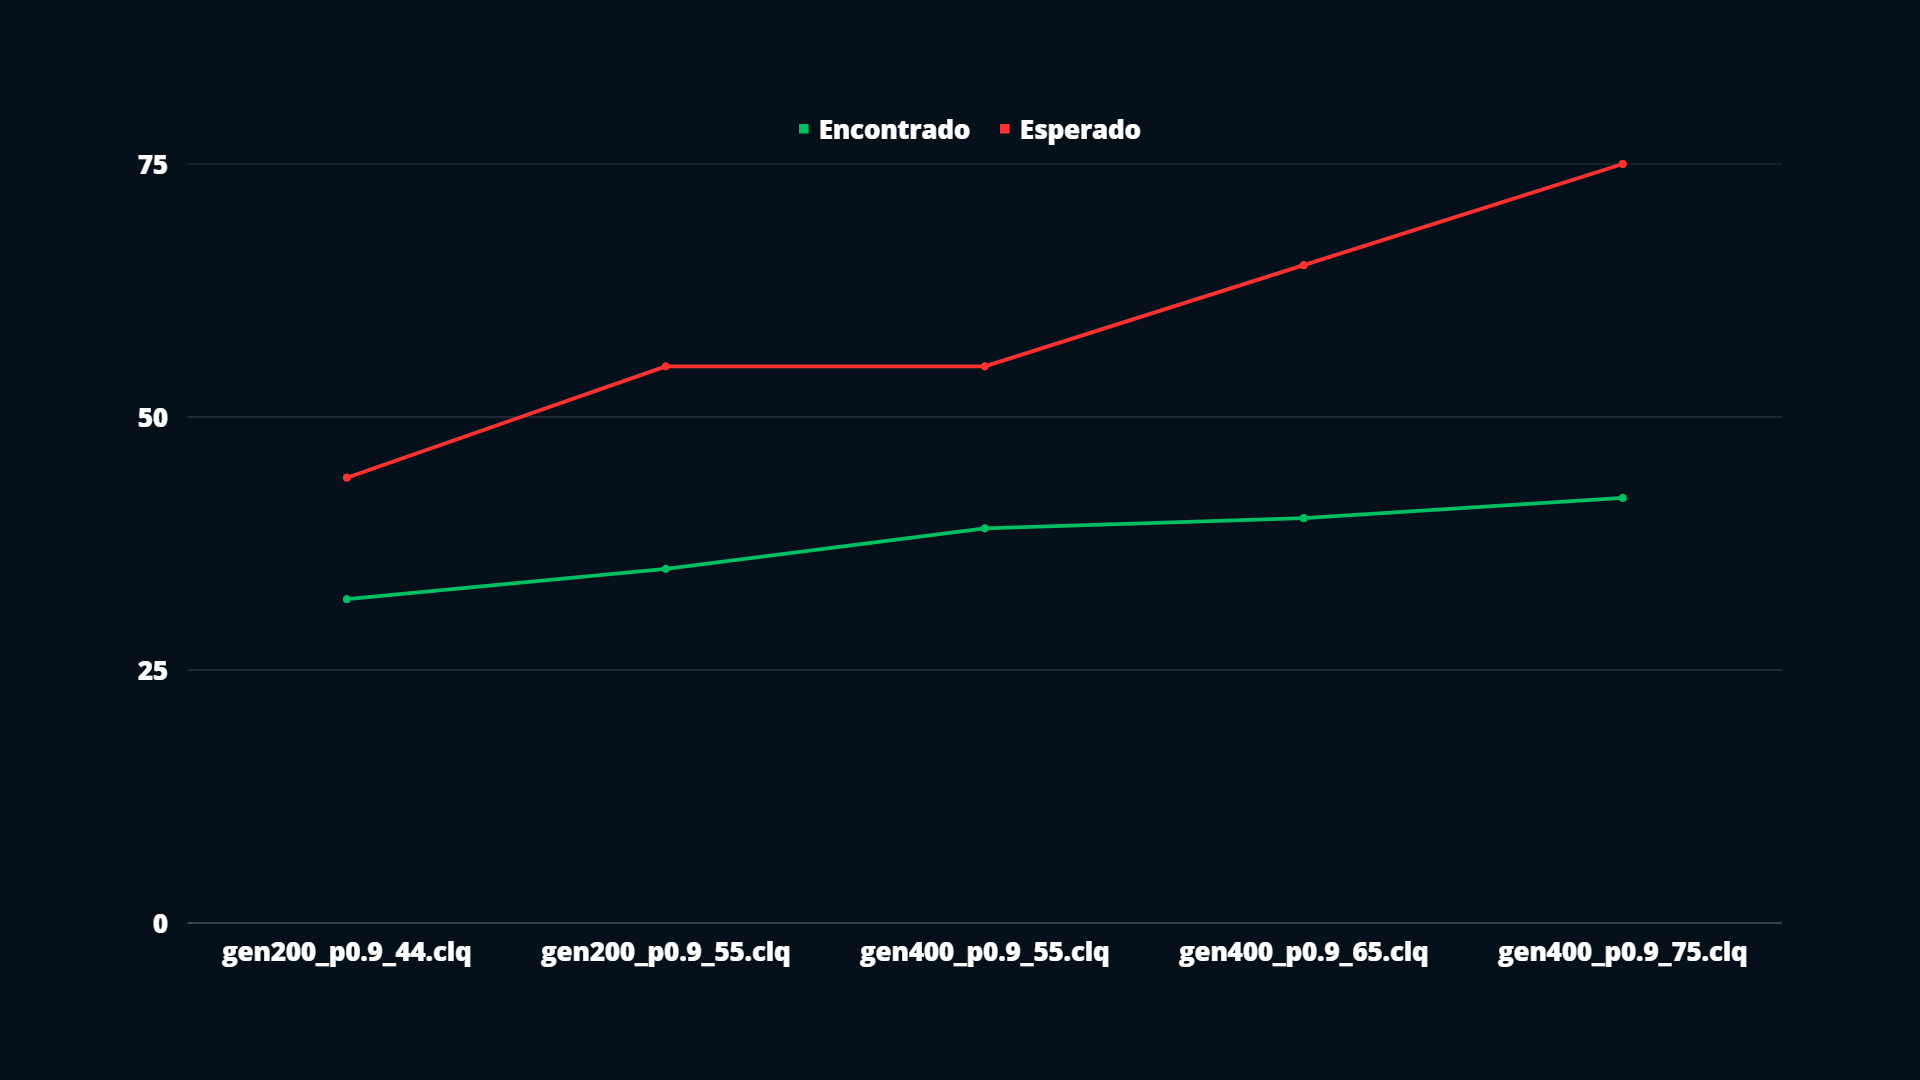 Encontrado Esperado
75
50
25
0
gen200_p0.9_44.clq gen200_p0.9_55.clq gen400_p0.9_55.clq gen400_p0.9_65.clq gen400_p0.9_75.clq